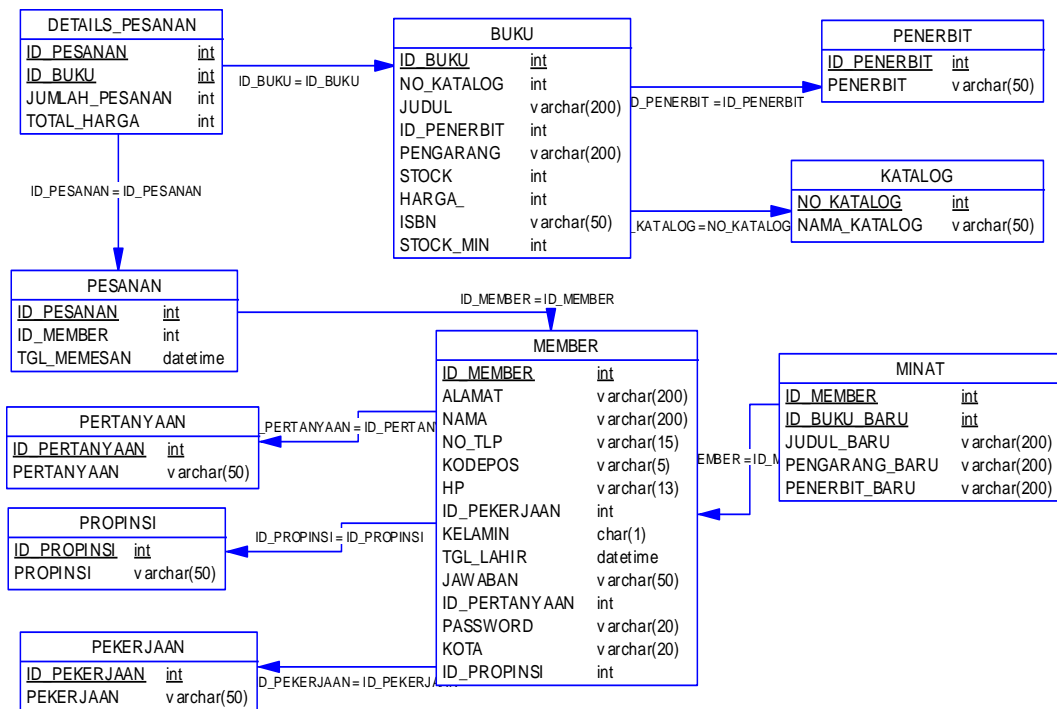 DETAILS_PESANAN
ID_PESANAN int
ID_BUKU int
JUMLAH_PESANAN int
TOTAL_HARGA int
ID_BUKU = ID_BUKU
BUKU
ID_BUKU int
NO_KATALOG int
JUDUL varchar(200)
ID_PENERBIT int
PENGARANG varchar(200)
STOCK int
HARGA_ int
ISBN varchar(50)
STOCK_MIN int
D_PENERBIT = ID_PENERBIT
PENERBIT
ID_PENERBIT int
PENERBIT varchar(50)
_KATALOG = NO_KATALOG
KATALOG
NO_KATALOG int
NAMA_KATALOG varchar(50)
ID_PESANAN = ID_PESANAN
PESANAN
ID_PESANAN int
ID_MEMBER int
TGL_MEMESAN datetime
ID_MEMBER = ID_MEMBER
MEMBER
ID_MEMBER int
ALAMAT varchar(200)
NAMA varchar(200)
NO_TLP varchar(15)
KODEPOS varchar(5)
HP varchar(13)
ID_PEKERJAAN int
KELAMIN char(1)
TGL_LAHIR datetime
JAWABAN varchar(50)
ID_PERTANYAAN int
PASSWORD varchar(20)
KOTA varchar(20)
ID_PROPINSI int
EMBER = ID_M
MINAT
ID_MEMBER int
ID_BUKU_BARU int
JUDUL_BARU varchar(200)
PENGARANG_BARU varchar(200)
PENERBIT_BARU varchar(200)
_PERTANYAAN = ID_PERTANY
PERTANYAAN
ID_PERTANYAAN int
PERTANYAAN varchar(50)
ID_PROPINSI = ID_PROPINSI
PROPINSI
ID_PROPINSI int
PROPINSI varchar(50)
D_PEKERJAAN = ID_PEKERJAAN
PEKERJAAN
ID_PEKERJAAN int
PEKERJAAN varchar(50)